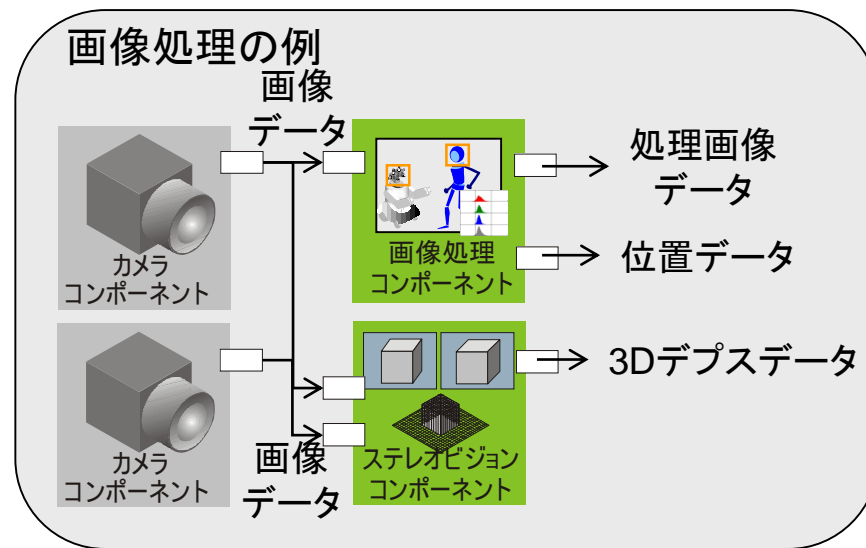 画像処理の例
画像
データ
カメラ
コンポーネント
画像処理
コンポーネント
処理画像
データ
位置データ
カメラ
コンポーネント
画像
データ
ステレオビジョン
コンポーネント
3Dデプスデータ